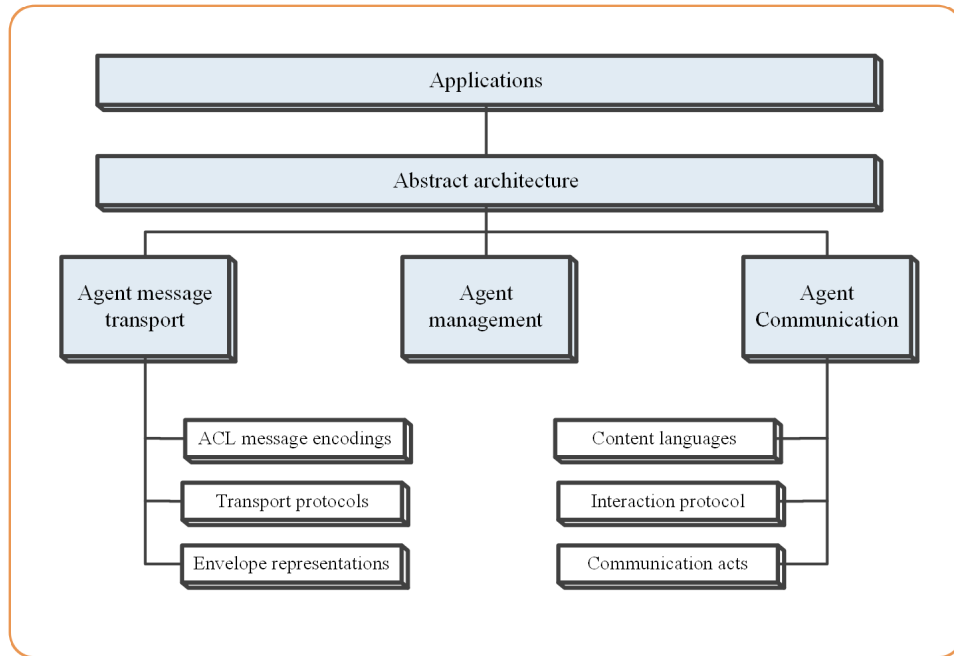 Applications
Abstract architecture
Agent message
transport
Agent
management
Agent
Communication
ACL message encodings
Transport protocols
Envelope representations
Content languages
Interaction protocol
Communication acts